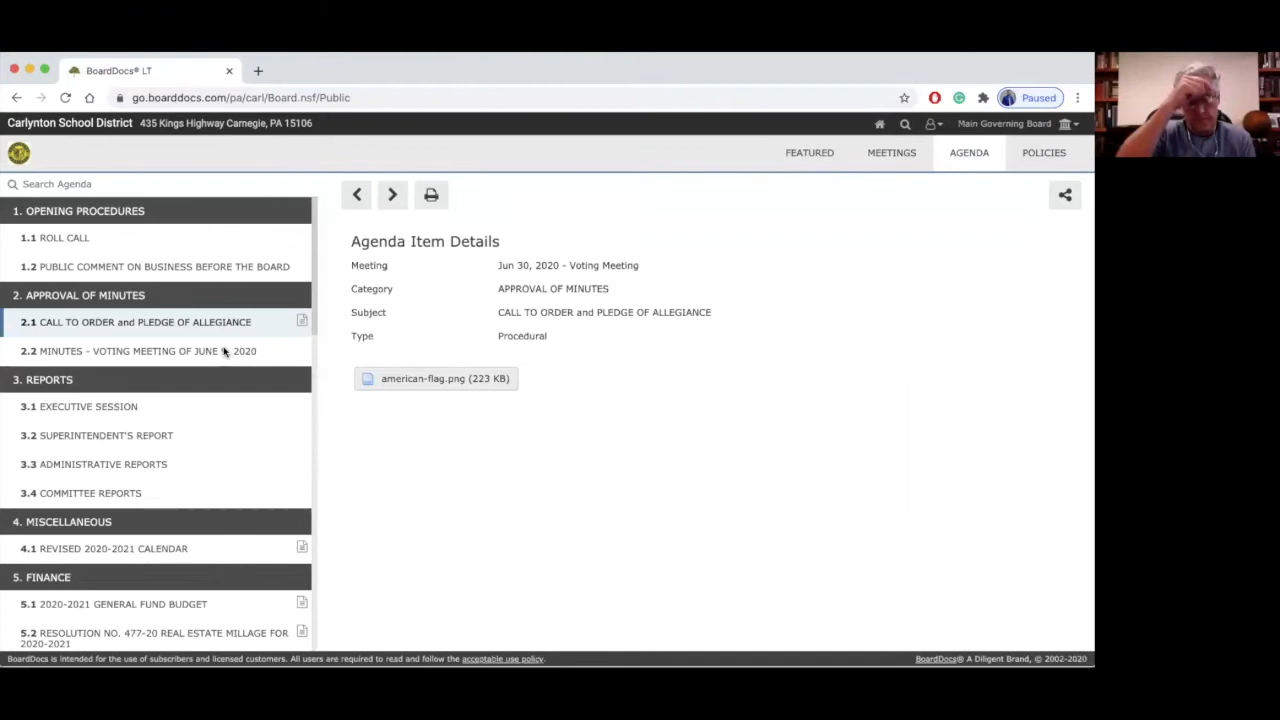 BoardDocs® LT
go.boarddocs.com/pa/carl/Board.nsf/Public
Paused
Carlynton School District 435 Kings Highway Carnegie, PA 15106
Main Governing Board
FEATURED MEETINGS AGENDA POLICIES
Search Agenda
1. OPENING PROCEDURES
1.1 ROLL CALL
1.2 PUBLIC COMMENT ON BUSINESS BEFORE THE BOARD
2. APPROVAL OF MINUTES
2.1 CALL TO ORDER and PLEDGE OF ALLEGIANCE
2.2 MINUTES - VOTING MEETING OF JUNE 2020
3. REPORTS
3.1 EXECUTIVE SESSION
3.2 SUPERINTENDENT'S REPORT
3.3 ADMINISTRATIVE REPORTS
3.4 COMMITTEE REPORTS
4. MISCELLANEOUS
4.1 REVISED 2020-2021 CALENDAR
5. FINANCE
5.1 2020-2021 GENERAL FUND BUDGET
5.2 RESOLUTION NO. 477-20 REAL ESTATE MILLAGE FOR
2020-2021
Agenda Item Details
Meeting Jun 30, 2020 - Voting Meeting
Category APPROVAL OF MINUTES
Subject CALL TO ORDER and PLEDGE OF ALLEGIANCE
Type Procedural
american-flag.png (223 KB)
BoardDocs is intended for the use of subscribers and licensed customers. All users are required to read and follow the acceptable use policy.
BoardDocs® A Diligent Brand, © 2002-2020